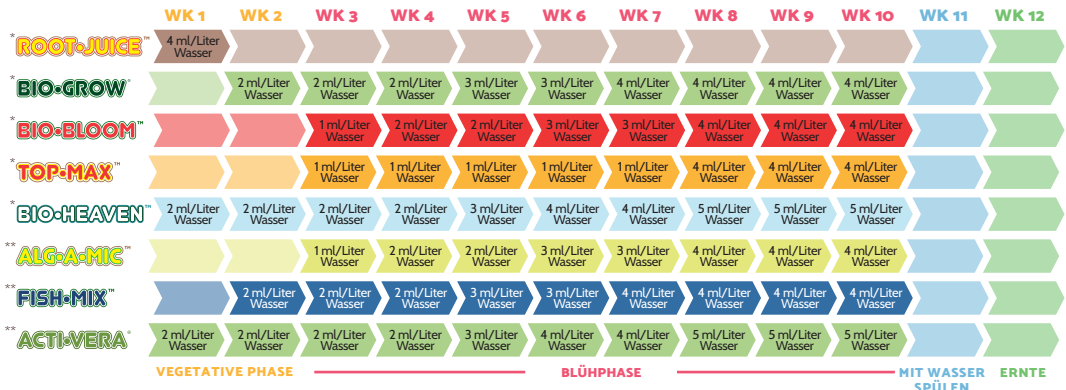 WK 1 WK 2 WK 3 WK 4 WK 5 WK 6 WK 7 WK 8 WK 9 WK 10 WK 11 WK 12
*ROOT•JUICE™ 4 ml/Liter Wasser
*BIO•GROW® 2 ml/Liter Wasser 2 ml/Liter Wasser 2 ml/Liter Wasser 3 ml/Liter Wasser 3 ml/Liter Wasser 4 ml/Liter Wasser 4 ml/Liter Wasser 4 ml/Liter Wasser 4 ml/Liter Wasser
*BIO•BLOOM™ 1 ml/Liter Wasser 2 ml/Liter Wasser 2 ml/Liter Wasser 3 ml/Liter Wasser 3 ml/Liter Wasser 4 ml/Liter Wasser 4 ml/Liter Wasser 4 ml/Liter Wasser
*TOP•MAX™ 1 ml/Liter Wasser 1 ml/Liter Wasser 1 ml/Liter Wasser 1 ml/Liter Wasser 1 ml/Liter Wasser 4 ml/Liter Wasser 4 ml/Liter Wasser 4 ml/Liter Wasser
*BIO•HEAVEN™ 2 ml/Liter Wasser 2 ml/Liter Wasser 2 ml/Liter Wasser 2 ml/Liter Wasser 3 ml/Liter Wasser 4 ml/Liter Wasser 4 ml/Liter Wasser 5 ml/Liter Wasser 5 ml/Liter Wasser 5 ml/Liter Wasser
**ALG•A•MIC™ 1 ml/Liter Wasser 2 ml/Liter Wasser 2 ml/Liter Wasser 3 ml/Liter Wasser 3 ml/Liter Wasser 4 ml/Liter Wasser 4 ml/Liter Wasser 4 ml/Liter Wasser
**FISH•MIX™ 2 ml/Liter Wasser 2 ml/Liter Wasser 2 ml/Liter Wasser 3 ml/Liter Wasser 3 ml/Liter Wasser 4 ml/Liter Wasser 4 ml/Liter Wasser 4 ml/Liter Wasser 4 ml/Liter Wasser
**ACTI•VERA® 2 ml/Liter Wasser 2 ml/Liter Wasser 2 ml/Liter Wasser 2 ml/Liter Wasser 3 ml/Liter Wasser 4 ml/Liter Wasser 4 ml/Liter Wasser 5 ml/Liter Wasser 5 ml/Liter Wasser 5 ml/Liter Wasser
VEGETATIVE PHASE BLÜHPHASE MIT WASSER ERNTE
SPÜLEN